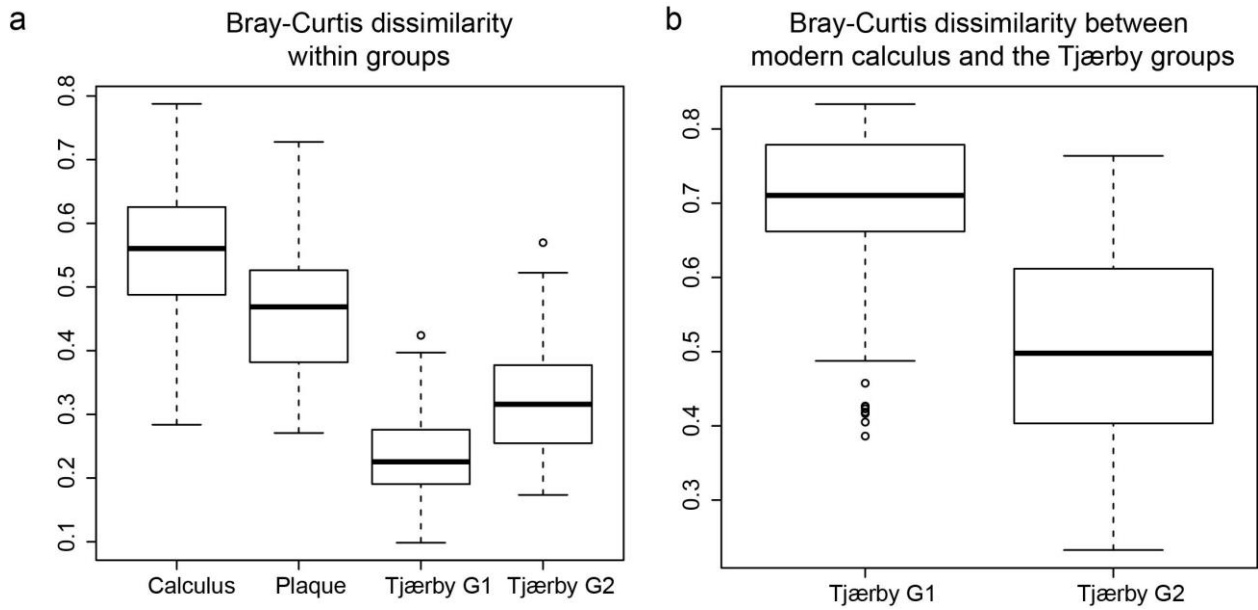 a
Bray-Curtis dissimilarity
within groups
0.8
0.7
0.6
0.5
0.4
0.3
0.2
0.1
Calculus
Plaque
Tjærby G1
Tjærby G2
b
Bray-Curtis dissimilarity between
modern calculus and the Tjærby groups
0.8
0.7
0.6
0.5
0.4
0.3
Tjærby G1
Tjærby G2